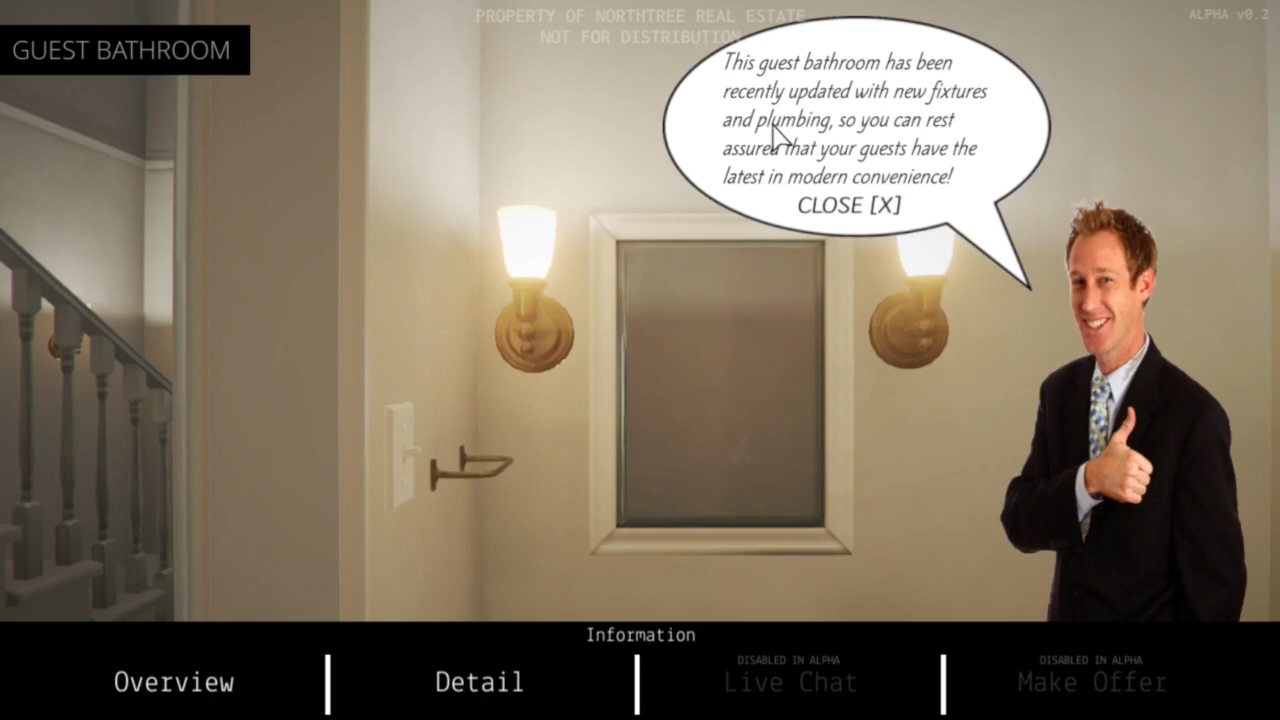 PROPERTY OF NORTHTREE REAL ESTATE
NOT FOR DISTRIBUTION
ALPHA v0.2
GUEST BATHROOM
This guest bathroom has been
recently updated with new fixtures
and plumbing, so you can rest
assured that your guests have the
latest in modern convenience!
CLOSE [X]
Information
Overview
Detail
DISABLED IN ALPHA
Live Chat
DISABLED IN ALPHA
Make Offer